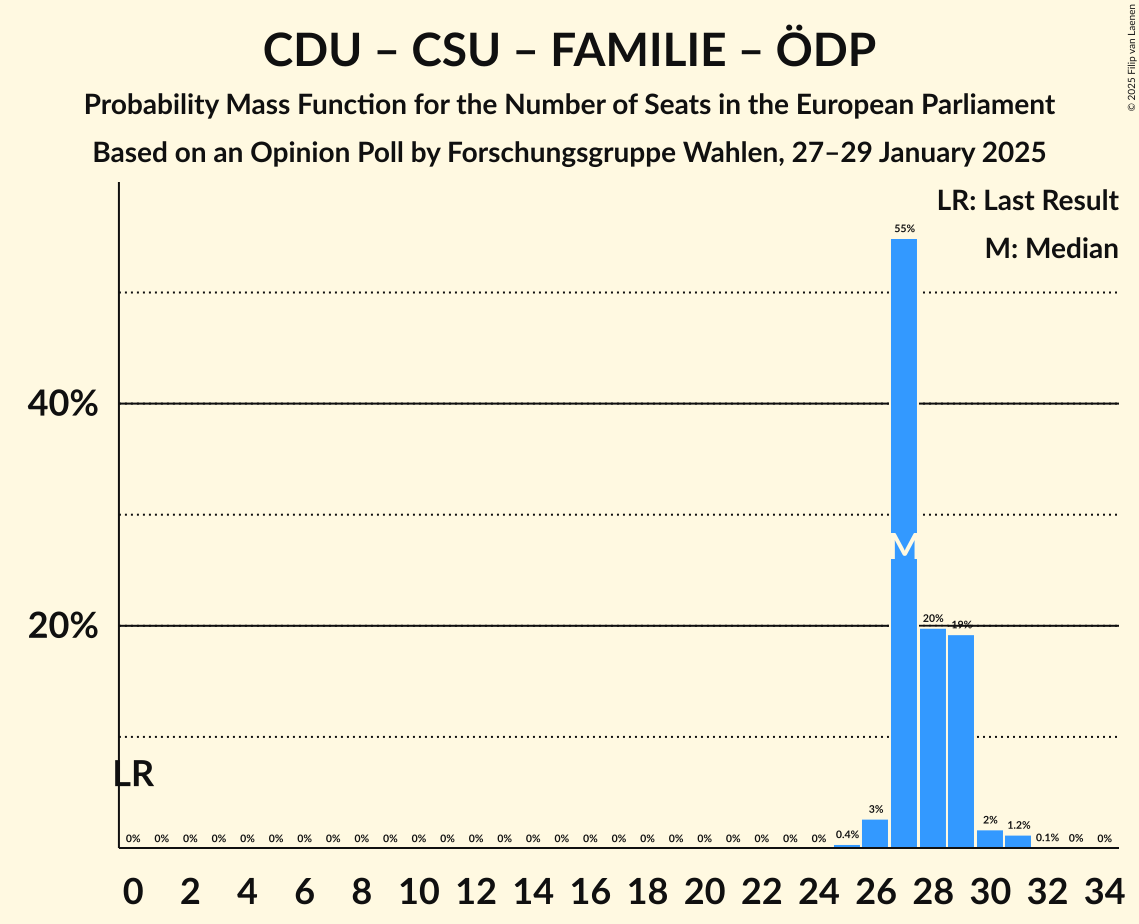 CDU – CSU – FAMILIE – ÖDP
Probability Mass Function for the Number of Seats in the European Parliament
Based on an Opinion Poll by Forschungsgruppe Wahlen, 27–29 January 2025
© 2025 Filip van Laenen
LR: Last Result
M: Median
55%
40%
M
20%
20% 19%
LR
0% 0% 0% 0% 0% 0% 0% 0% 0% 0% 0% 0% 0% 0% 0% 0% 0% 0% 0% 0% 0% 0% 0% 0% 0% 0.4% 3% 2% 1.2% 0.1% 0% 0%
0 2 4 6 8 10 12 14 16 18 20 22 24 26 28 30 32 34